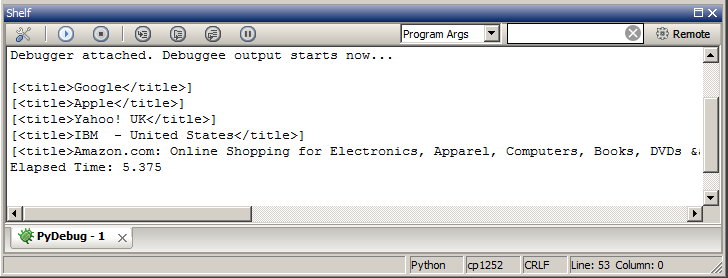 Shelf
Program Args
Remote
Debugger attached. Debuggee output starts now...
[<title>Google</title>]
[<title>Apple</title>]
[<title>Yahoo! UK</title>]
[<title>IBM  - United States</title>]
[<title>Amazon.com: Online Shopping for Electronics, Apparel, Computers, Books, DVDs &
Elapsed Time: 5.375
PyDebug - 1
Python cp1252 CRLF Line: 53 Column: 0